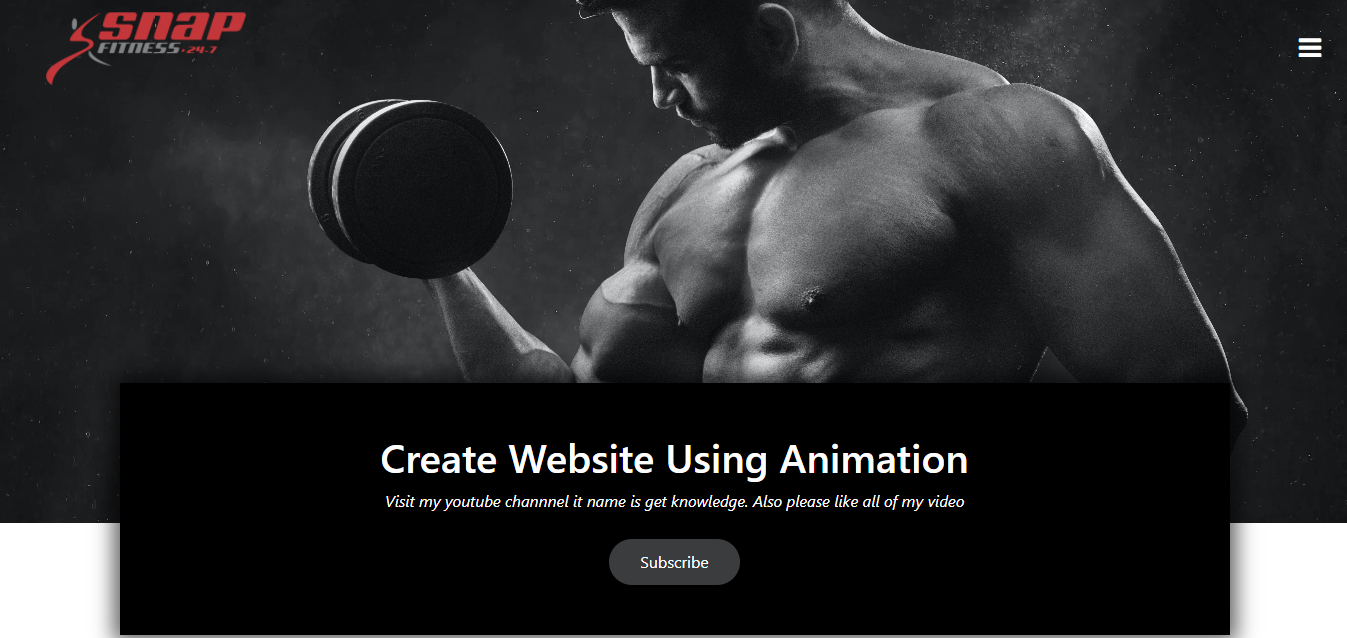 snap
FITNESS·24-7
Create Website Using Animation
Visit my youtube channnel it name is get knowledge. Also please like all of my video
Subscribe